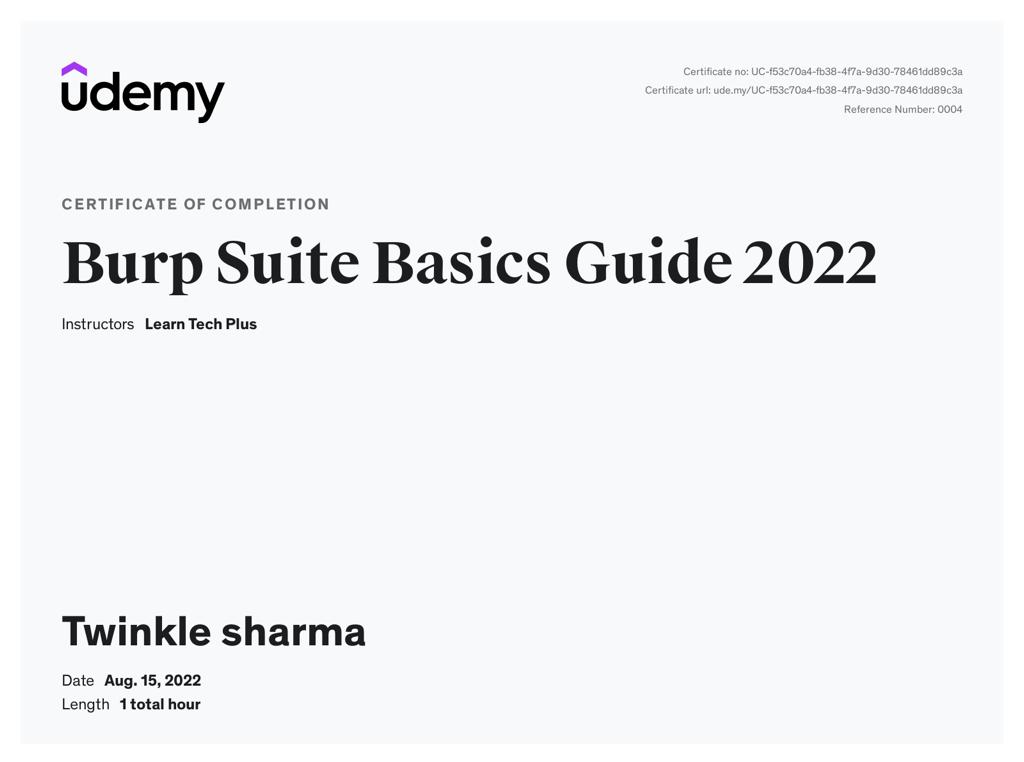 udemy
Certificate no: UC-f53c70a4-fb38-4f7a-9d30-78461dd89c3a
Certificate url: ude.my/UC-f53c70a4-fb38-4f7a-9d30-78461dd89c3a
Reference Number: 0004
CERTIFICATE OF COMPLETION
Burp Suite Basics Guide 2022
Instructors Learn Tech Plus
Twinkle sharma
Date Aug. 15, 2022
Length 1 total hour